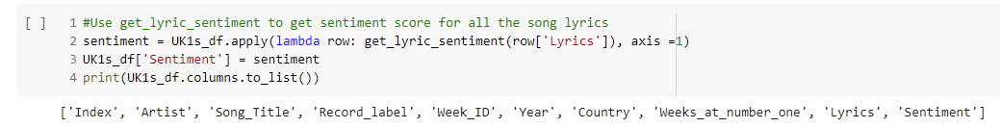 [ ] 1 #Use get_lyric_sentiment to get sentiment score for all the song lyrics
2 sentiment = UK1s_df.apply(lambda row: get_lyric_sentiment(row['Lyrics']), axis =1)
3 UK1s_df['Sentiment'] = sentiment
4 print(UK1s_df.columns.to_list())
['Index', 'Artist', 'Song_Title', 'Record_label', 'Week_ID', 'Year', 'Country', 'Weeks_at_number_one', 'Lyrics', 'Sentiment']